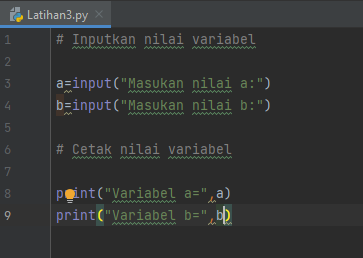 Latihan3.py
1 # Inputkan nilai variabel
2
3 a=input("Masukan nilai a:")
4 b=input("Masukan nilai b:")
5
6 # Cetak nilai variabel
7
8 print("Variabel a=",a)
9 print("Variabel b=",b)